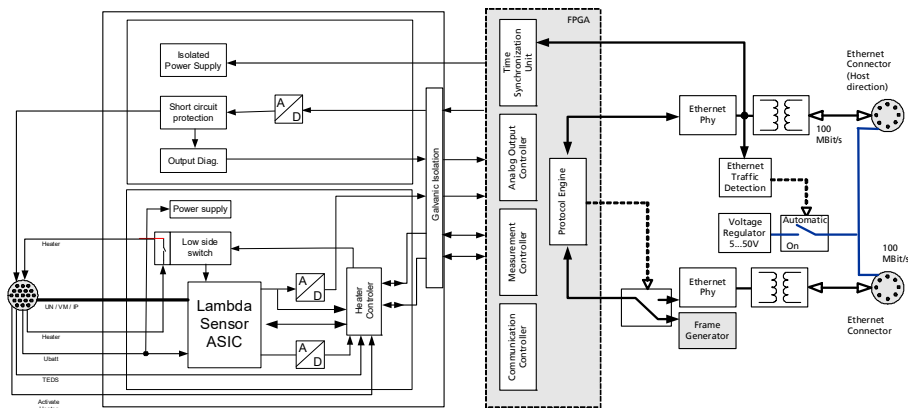 FPGA
Isolated
Power Supply
Short circuit
protection
A
D
Output Diag.
Power supply
Low side
switch
Heater
UN / VM / IP
Heater
Ubatt
TEDS
Activate
Lambda
Sensor
ASIC
A
D
A
D
Heater
Controler
Galvanic Isolation
Time
Synchronization
Unit
Analog Output
Controller
Measurement
Controller
Communication
Controller
Protocol Engine
Ethernet
Phy
Ethernet
Connector
(Host
direction)
100
MBit/s
Ethernet
Traffic
Detection
Voltage
Regulator
5...50V
Automatic
On
100
MBit/s
Ethernet
Phy
Frame
Generator
Ethernet
Connector